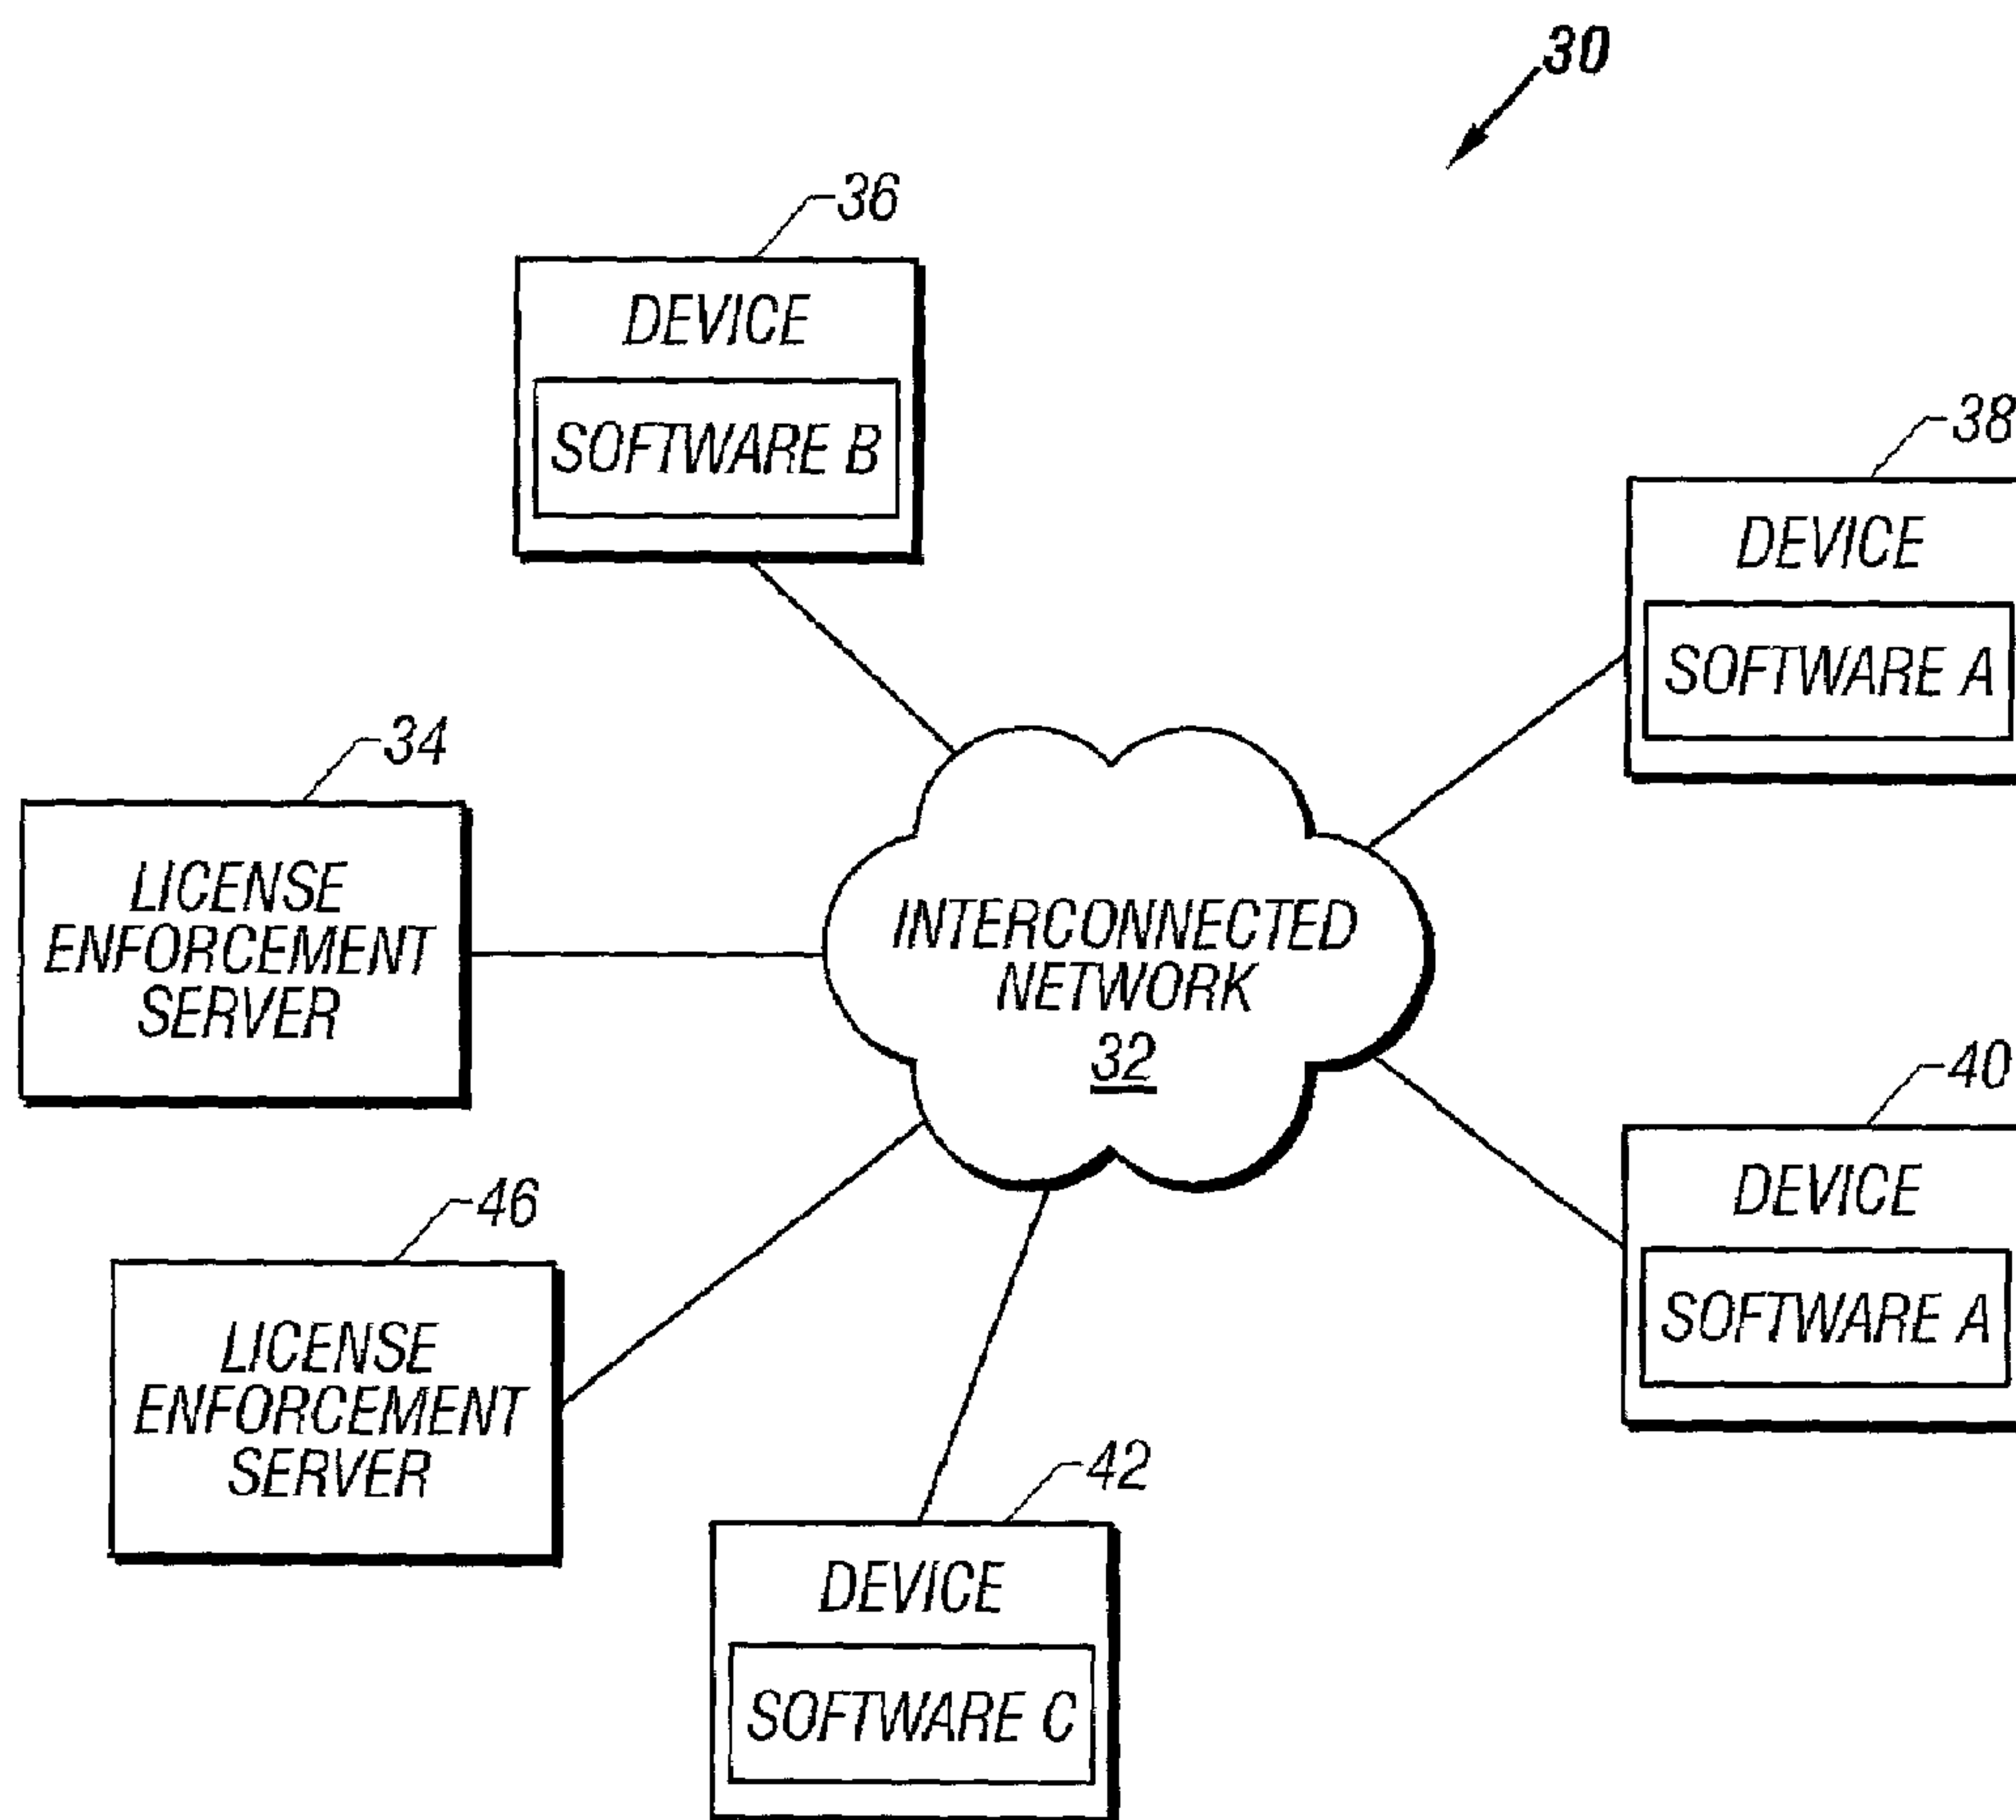 30
36
DEVICE
SOFTWARE B
38
DEVICE
SOFTWARE A
34
LICENSE
ENFORCEMENT
SERVER
INTERCONNECTED
NETWORK
32
40
DEVICE
SOFTWARE A
46
LICENSE
ENFORCEMENT
SERVER
42
DEVICE
SOFTWARE C